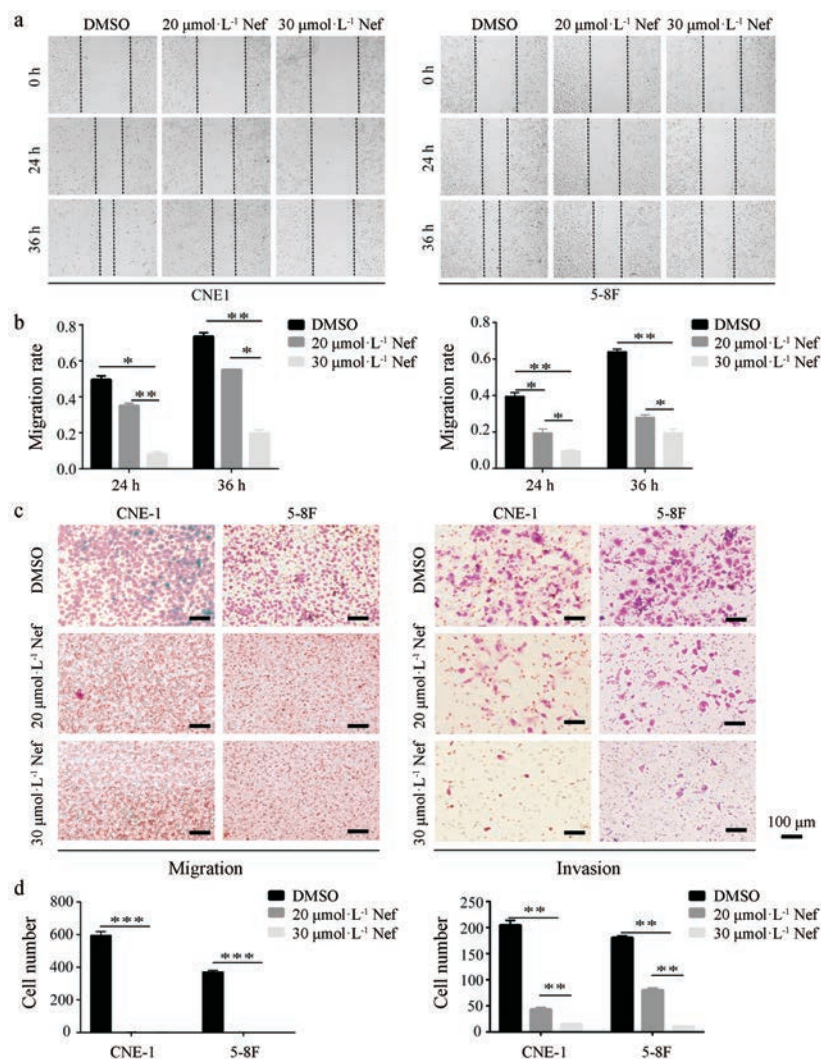 a
DMSO 20 μmol·L⁻¹ Nef 30 μmol·L⁻¹ Nef DMSO 20 μmol·L⁻¹ Nef 30 μmol·L⁻¹ Nef
0 h 0 h
24 h 24 h
36 h 36 h
CNE1 5-8F
b
Migration rate
0.8
0.6
0.4
0.2
0.0
* ** ** *
24 h 36 h
DMSO
20 μmol·L⁻¹ Nef
30 μmol·L⁻¹ Nef
Migration rate
0.8
0.6
0.4
0.2
0.0
** * * ** *
24 h 36 h
DMSO
20 μmol·L⁻¹ Nef
30 μmol·L⁻¹ Nef
c
CNE-1 5-8F CNE-1 5-8F
DMSO DMSO
20 μmol·L⁻¹ Nef 20 μmol·L⁻¹ Nef
30 μmol·L⁻¹ Nef 30 μmol·L⁻¹ Nef
100 μm
Migration Invasion
d
Cell number
800
600
400
200
0
*** ***
CNE-1 5-8F
DMSO
20 μmol·L⁻¹ Nef
30 μmol·L⁻¹ Nef
Cell number
200
150
100
50
0
** ** ** **
CNE-1 5-8F
DMSO
20 μmol·L⁻¹ Nef
30 μmol·L⁻¹ Nef